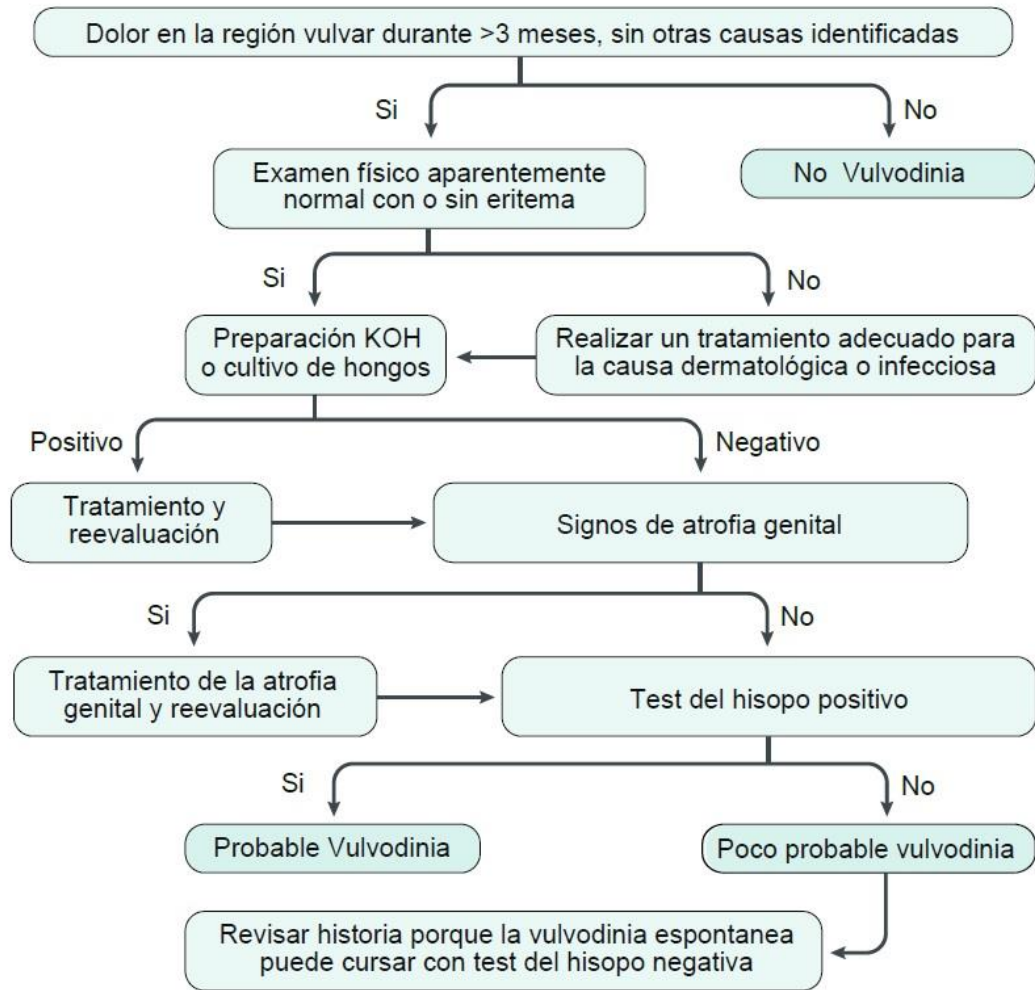 Dolor en la región vulvar durante >3 meses, sin otras causas identificadas
Si
No
Examen físico aparentemente
normal con o sin eritema
No Vulvodinia
Si
No
Preparación KOH
o cultivo de hongos
Realizar un tratamiento adecuado para
la causa dermatológica o infecciosa
Positivo
Negativo
Tratamiento y
reevaluación
Signos de atrofia genital
Si
No
Tratamiento de la atrofia
genital y reevaluación
Test del hisopo positivo
Si
No
Probable Vulvodinia
Poco probable vulvodinia
Revisar historia porque la vulvodinia espontanea
puede cursar con test del hisopo negativa